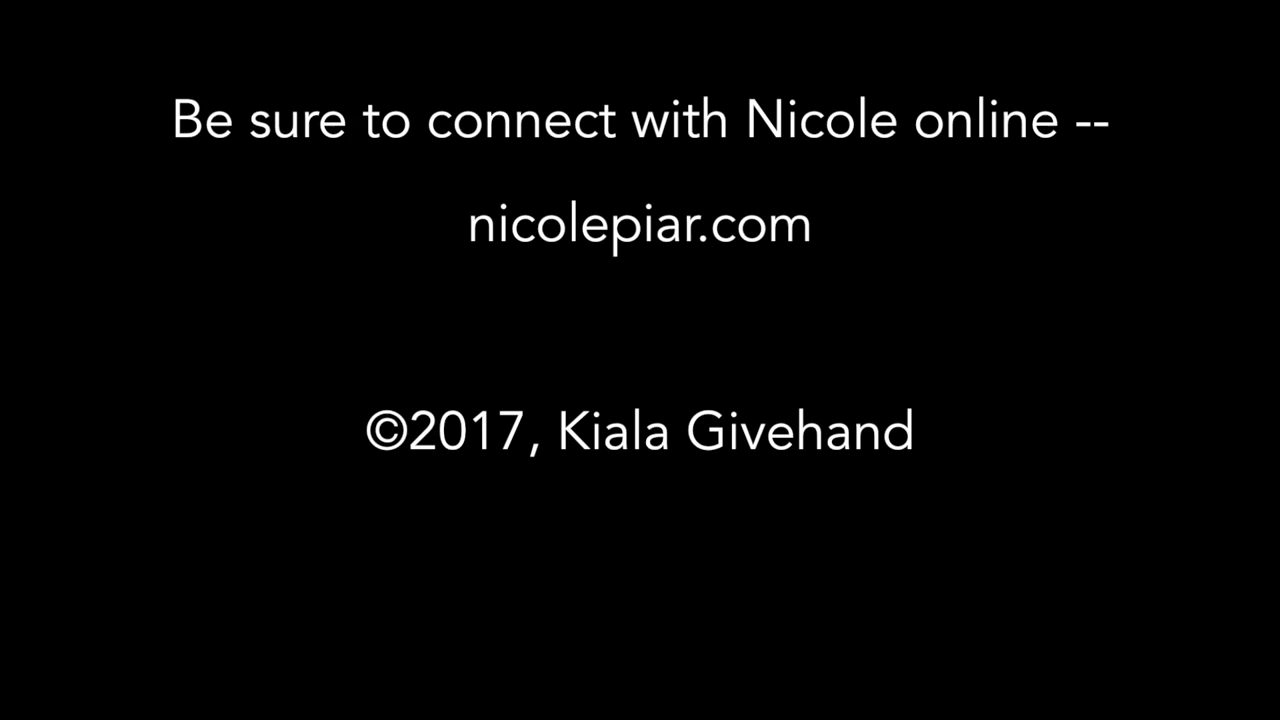 Be sure to connect with Nicole online --
nicolepiar.com
©2017, Kiala Givehand